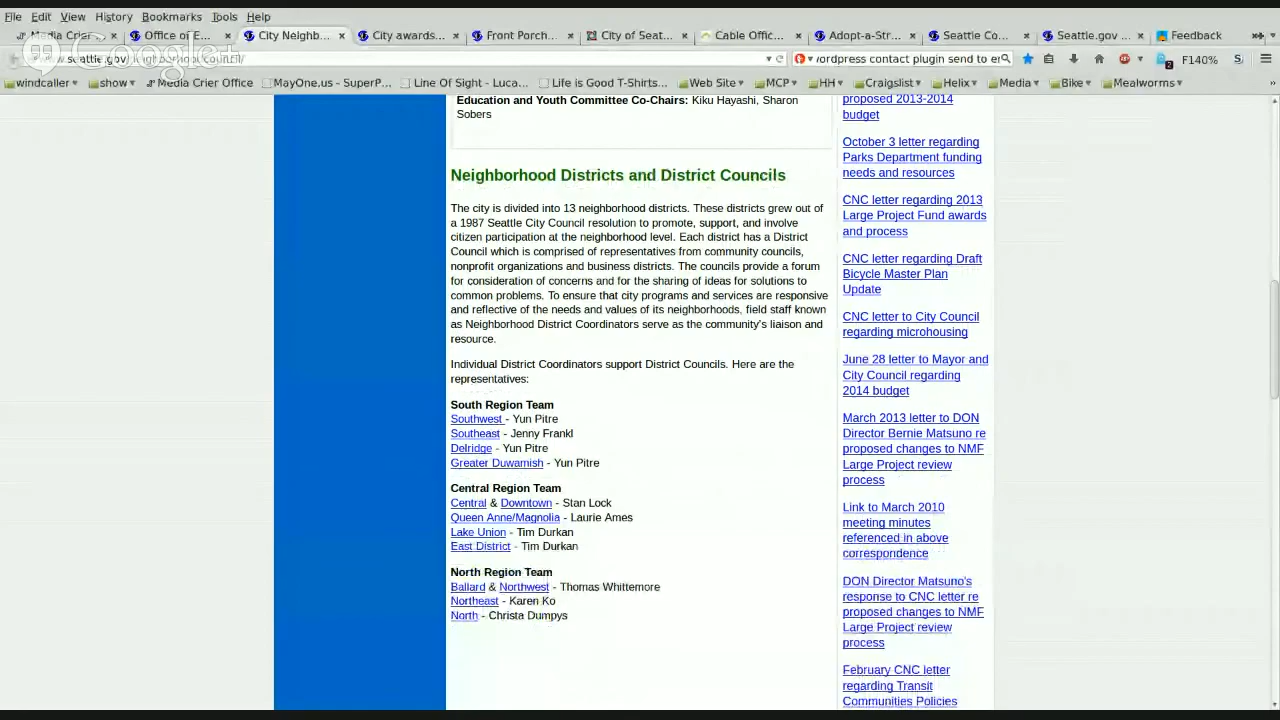 File Edit View History Bookmarks Tools Help
Media Crier ... × Office of E... × City Neighb... × City awards... × Front Porch... × City of Seat... × Cable Offic... × Adopt-a-Str... × Seattle Co... × Seattle.gov ... × Feedback
Google+
www.seattle.gov/neighborhoodcouncil/
wordpress contact plugin send to en
F140%
windcaller show Media Crier Office MayOne.us - SuperP... Line Of Sight - Luca... Life is Good T-Shirts... Web Site MCP HH Craigslist Helix Media Bike Mealworms
Education and Youth Committee Co-Chairs: Kiku Hayashi, Sharon
Sobers
Neighborhood Districts and District Councils
The city is divided into 13 neighborhood districts. These districts grew out of
a 1987 Seattle City Council resolution to promote, support, and involve
citizen participation at the neighborhood level. Each district has a District
Council which is comprised of representatives from community councils,
nonprofit organizations and business districts. The councils provide a forum
for consideration of concerns and for the sharing of ideas for solutions to
common problems. To ensure that city programs and services are responsive
and reflective of the needs and values of its neighborhoods, field staff known
as Neighborhood District Coordinators serve as the community's liaison and
resource.
Individual District Coordinators support District Councils. Here are the
representatives:
South Region Team
Southwest - Yun Pitre
Southeast - Jenny Frankl
Delridge - Yun Pitre
Greater Duwamish - Yun Pitre
Central Region Team
Central & Downtown - Stan Lock
Queen Anne/Magnolia - Laurie Ames
Lake Union - Tim Durkan
East District - Tim Durkan
North Region Team
Ballard & Northwest - Thomas Whittemore
Northeast - Karen Ko
North - Christa Dumpys
proposed 2013-2014
budget
October 3 letter regarding
Parks Department funding
needs and resources
CNC letter regarding 2013
Large Project Fund awards
and process
CNC letter regarding Draft
Bicycle Master Plan
Update
CNC letter to City Council
regarding microhousing
June 28 letter to Mayor and
City Council regarding
2014 budget
March 2013 letter to DON
Director Bernie Matsuno re
proposed changes to NMF
Large Project review
process
Link to March 2010
meeting minutes
referenced in above
correspondence
DON Director Matsuno's
response to CNC letter re
proposed changes to NMF
Large Project review
process
February CNC letter
regarding Transit
Communities Policies